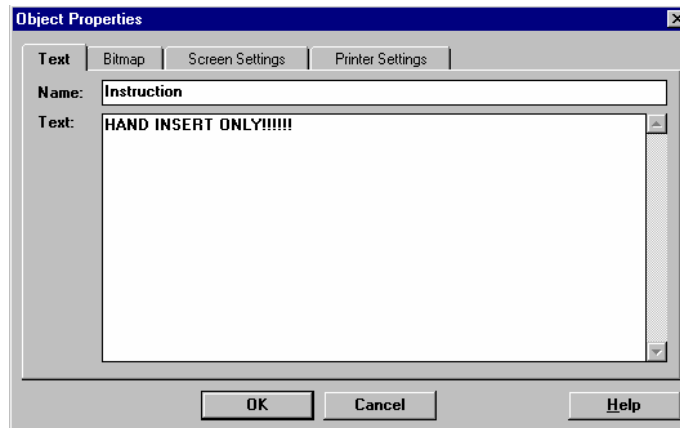 Object Properties
Text Bitmap Screen Settings Printer Settings
Name: Instruction
Text: HAND INSERT ONLY!!!!!!
OK Cancel Help